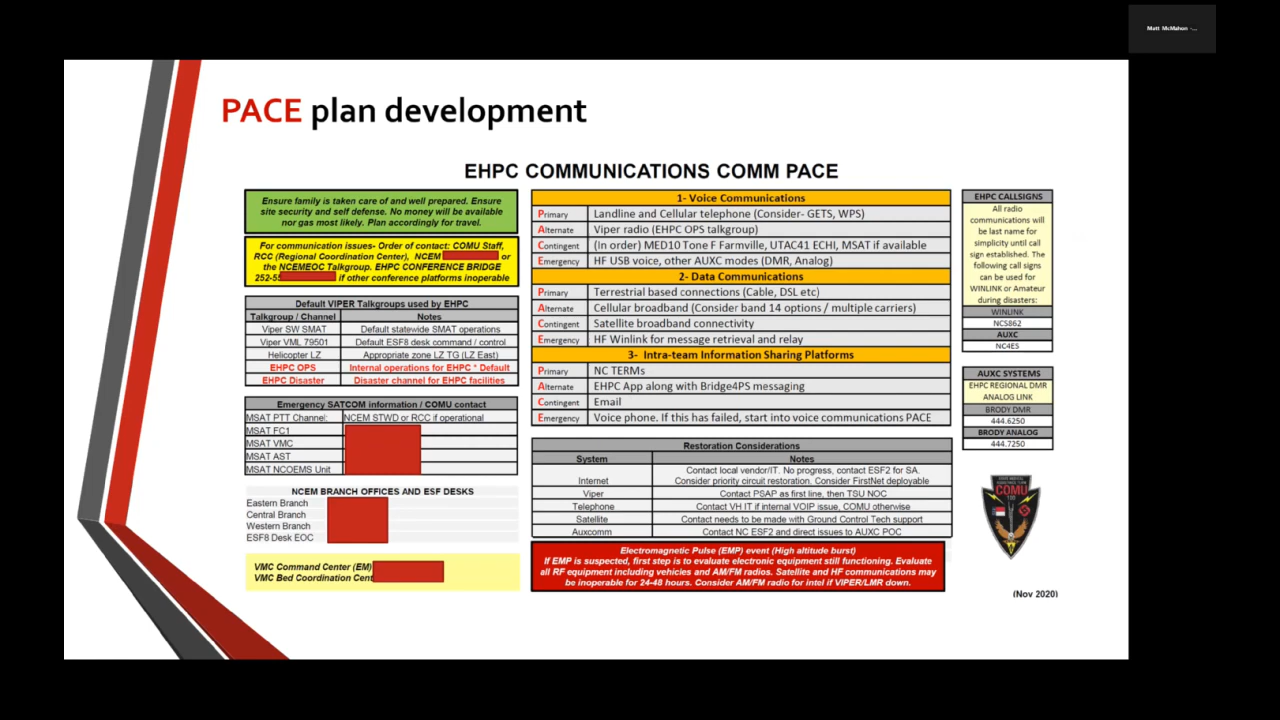 Matt McMahon -...
PACE plan development
EHPC COMMUNICATIONS COMM PACE
Ensure family is taken care of and well prepared. Ensure
site security and self defense. No money will be available
nor gas most likely. Plan accordingly for travel.
For communication issues- Order of contact: COMU Staff,
RCC (Regional Coordination Center), NCEM or
the NCEMEOC Talkgroup. EHPC CONFERENCE BRIDGE
252-55 if other conference platforms inoperable
Default VIPER Talkgroups used by EHPC
Talkgroup / Channel Notes
Viper SW SMAT Default statewide SMAT operations
Viper VML 79501 Default ESF8 desk command / control
Helicopter LZ Appropriate zone LZ TG (LZ East)
EHPC OPS Internal operations for EHPC * Default
EHPC Disaster Disaster channel for EHPC facilities
Emergency SATCOM information / COMU contact
MSAT PTT Channel: NCEM STWD or RCC if operational
MSAT FC1
MSAT VMC
MSAT AST
MSAT NCOEMS Unit
NCEM BRANCH OFFICES AND ESF DESKS
Eastern Branch
Central Branch
Western Branch
ESF8 Desk EOC
VMC Command Center (EM)
VMC Bed Coordination Cent
1- Voice Communications
Primary Landline and Cellular telephone (Consider- GETS, WPS)
Alternate Viper radio (EHPC OPS talkgroup)
Contingent (In order) MED10 Tone F Farmville, UTAC41 ECHI, MSAT if available
Emergency HF USB voice, other AUXC modes (DMR, Analog)
2- Data Communications
Primary Terrestrial based connections (Cable, DSL etc)
Alternate Cellular broadband (Consider band 14 options / multiple carriers)
Contingent Satellite broadband connectivity
Emergency HF Winlink for message retrieval and relay
3- Intra-team Information Sharing Platforms
Primary NC TERMs
Alternate EHPC App along with Bridge4PS messaging
Contingent Email
Emergency Voice phone. If this has failed, start into voice communications PACE
Restoration Considerations
System Notes
Internet Contact local vendor/IT. No progress, contact ESF2 for SA.
Consider priority circuit restoration. Consider FirstNet deployable
Viper Contact PSAP as first line, then TSU NOC
Telephone Contact VH IT if internal VOIP issue, COMU otherwise
Satellite Contact needs to be made with Ground Control Tech support
Auxcomm Contact NC ESF2 and direct issues to AUXC POC
Electromagnetic Pulse (EMP) event (High altitude burst)
If EMP is suspected, first step is to evaluate electronic equipment still functioning. Evaluate
all RF equipment including vehicles and AM/FM radios. Satellite and HF communications may
be inoperable for 24-48 hours. Consider AM/FM radio for intel if VIPER/LMR down.
EHPC CALLSIGNS
All radio
communications will
be last name for
simplicity until call
sign established. The
following call signs
can be used for
WINLINK or Amateur
during disasters:
WINLINK
NC5862
AUXC
NC4ES
AUXC SYSTEMS
EHPC REGIONAL DMR
ANALOG LINK
BRODY DMR
444.6250
BRODY ANALOG
444.7250
COMU
(Nov 2020)